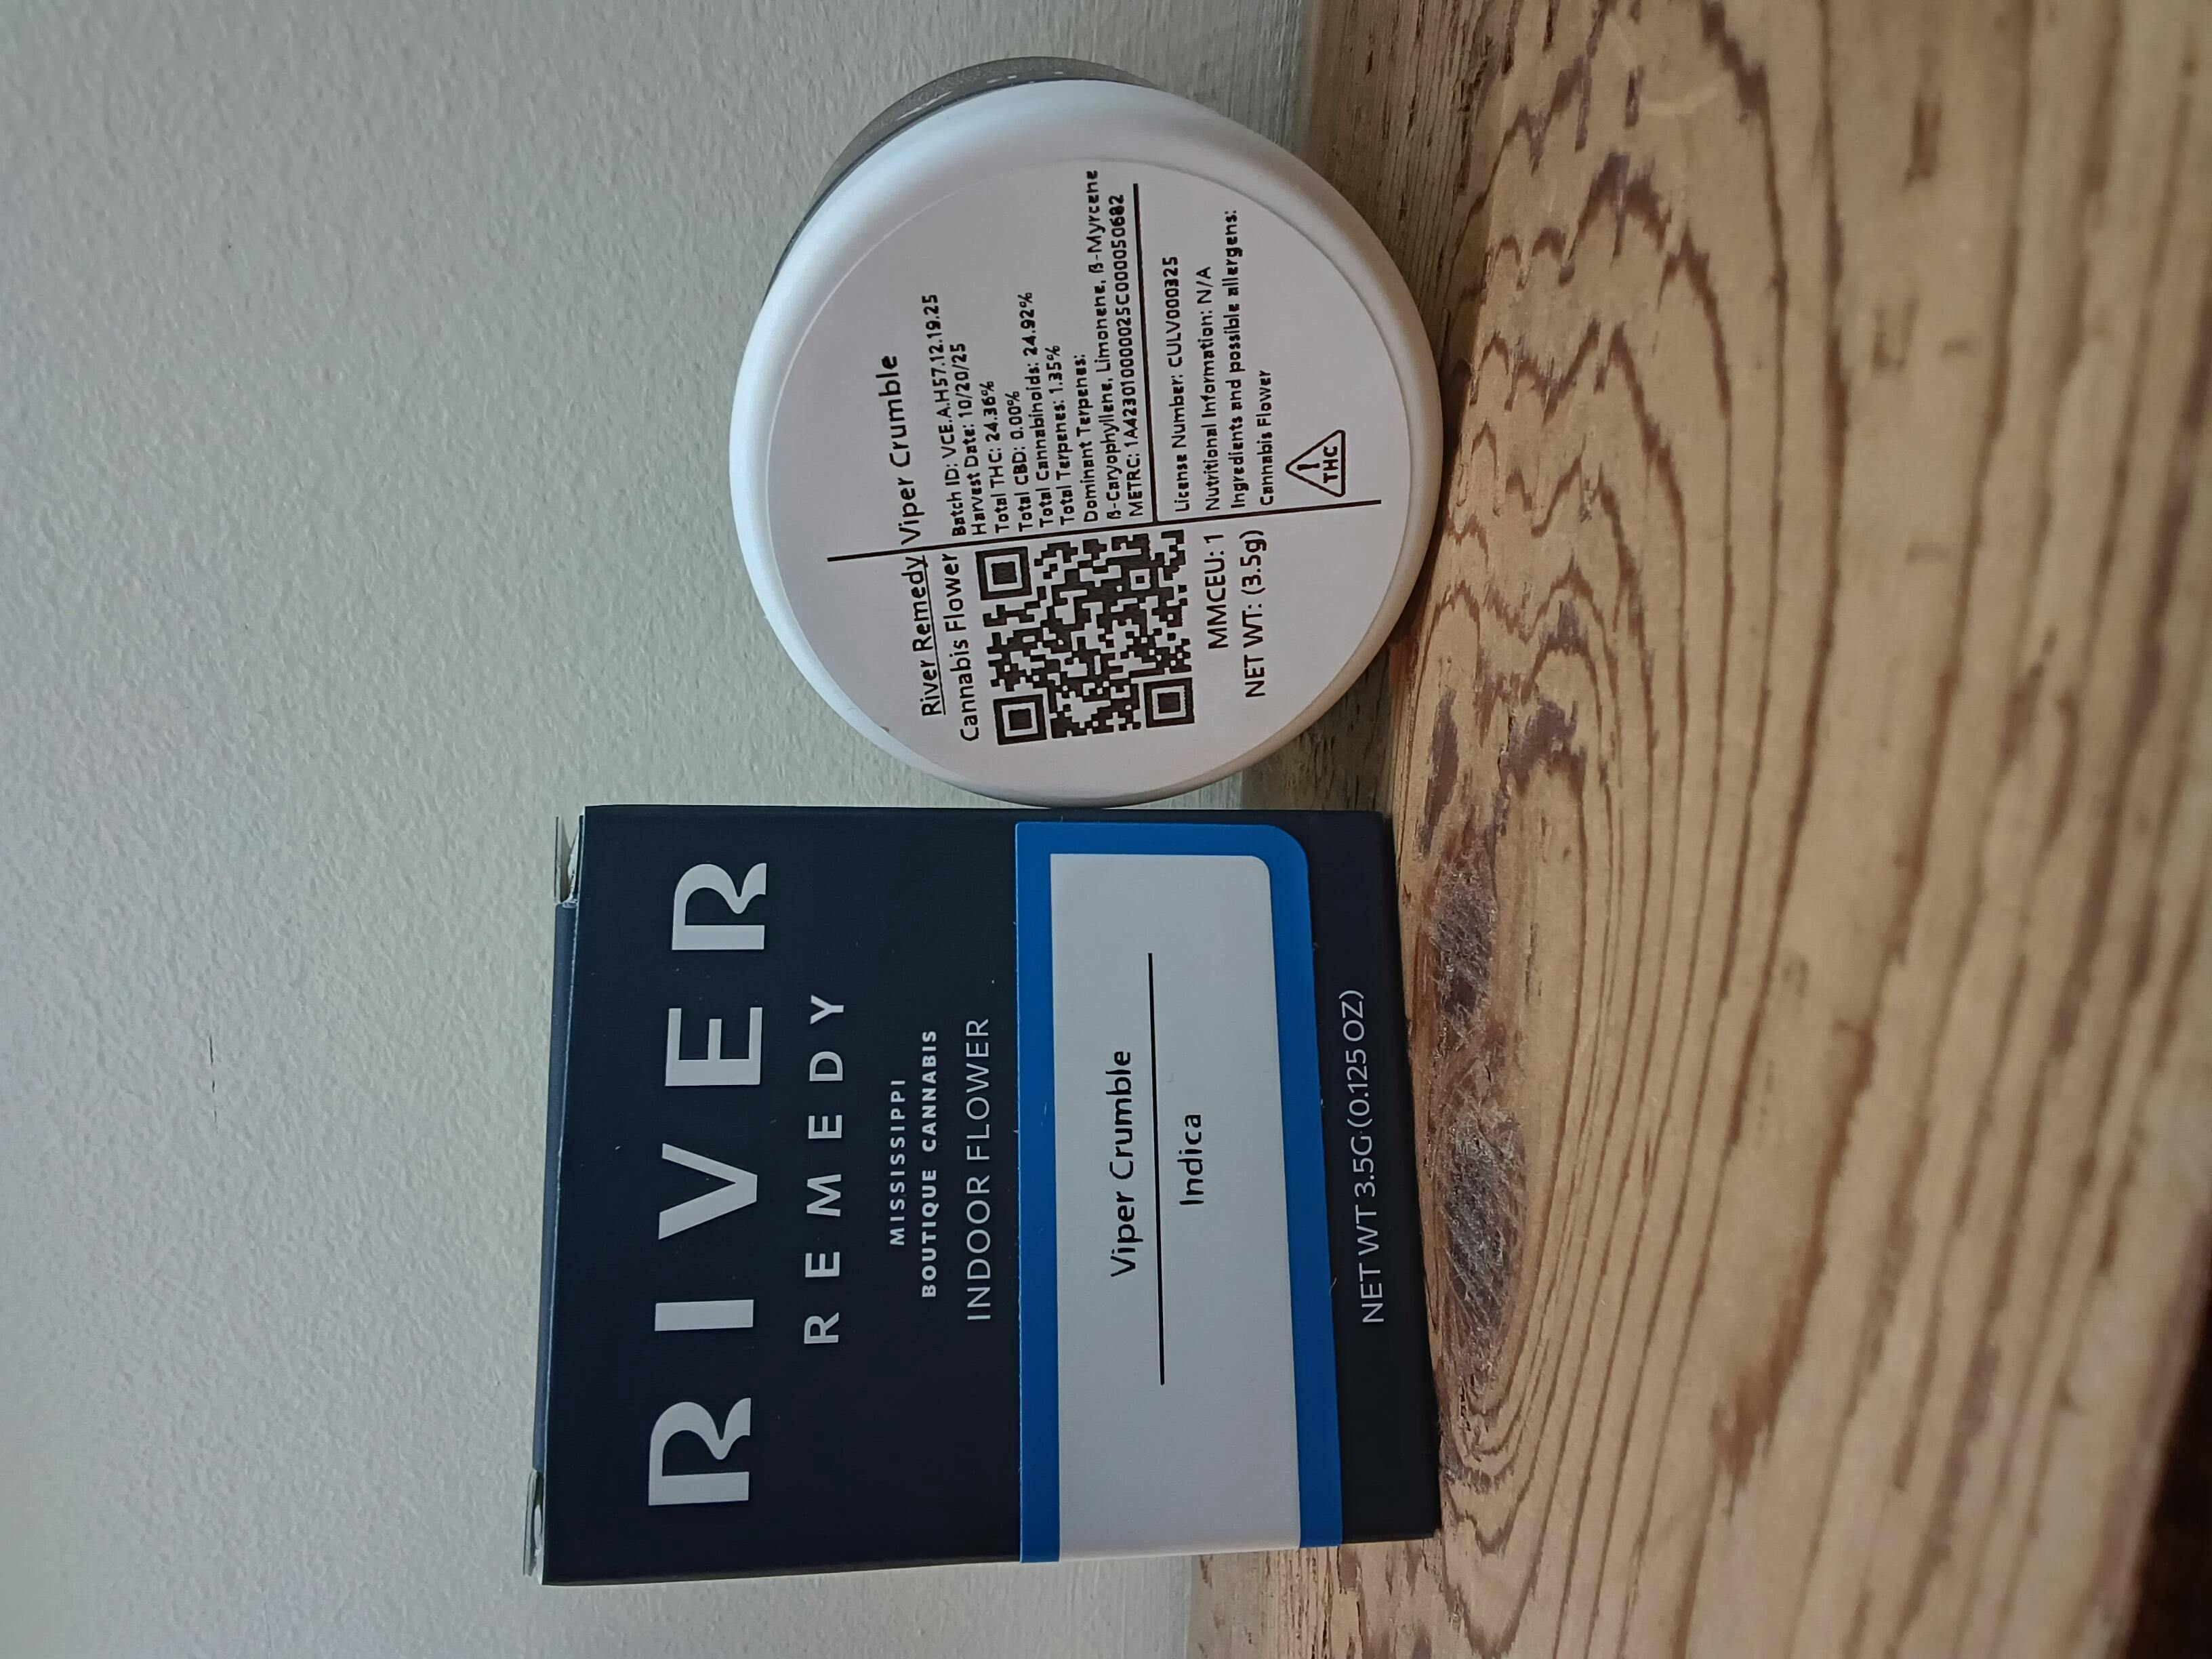 RIVER
REMEDY
MISSISSIPPI
BOUTIQUE CANNABIS
INDOOR FLOWER
Viper Crumble
Indica
NET WT 3.5G (0.125 OZ)
River Remedy
Cannabis Flower
MMCEU: 1
NET WT: (3.5g)
Viper Crumble
Batch ID: VCE.A.H57.12.19.25
Harvest Date: 10/20/25
Total THC: 24.36%
Total CBD: 0.00%
Total Cannabinoids: 24.92%
Total Terpenes: 1.35%
Dominant Terpenes:
β-Caryophyllene, Limonene, β-Myrcene
METRC: 1A4230100000025C000050682
License Number: CULV000325
Nutritional Information: N/A
Ingredients and possible allergens:
Cannabis Flower
!
THC